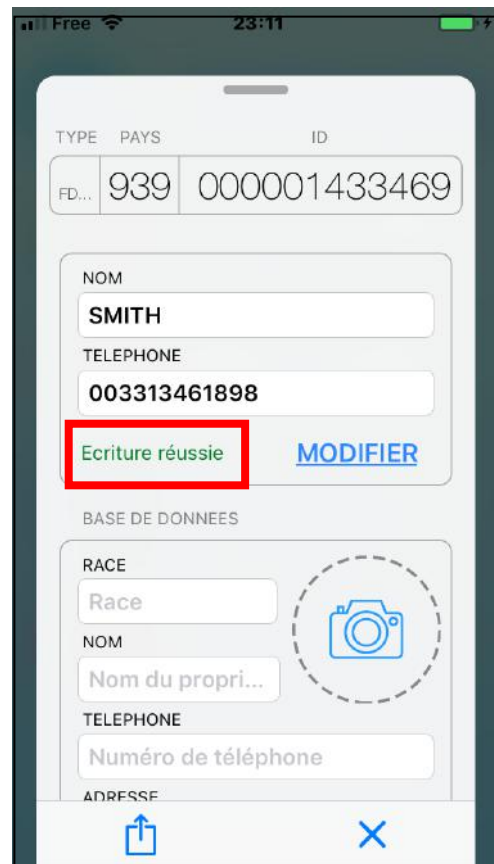 Free 23:11
TYPE PAYS ID
FD... 939 000001433469
NOM
SMITH
TELEPHONE
003313461898
Ecriture réussie MODIFIER
BASE DE DONNEES
RACE
Race
NOM
Nom du propri...
TELEPHONE
Numéro de téléphone
ADRESSE